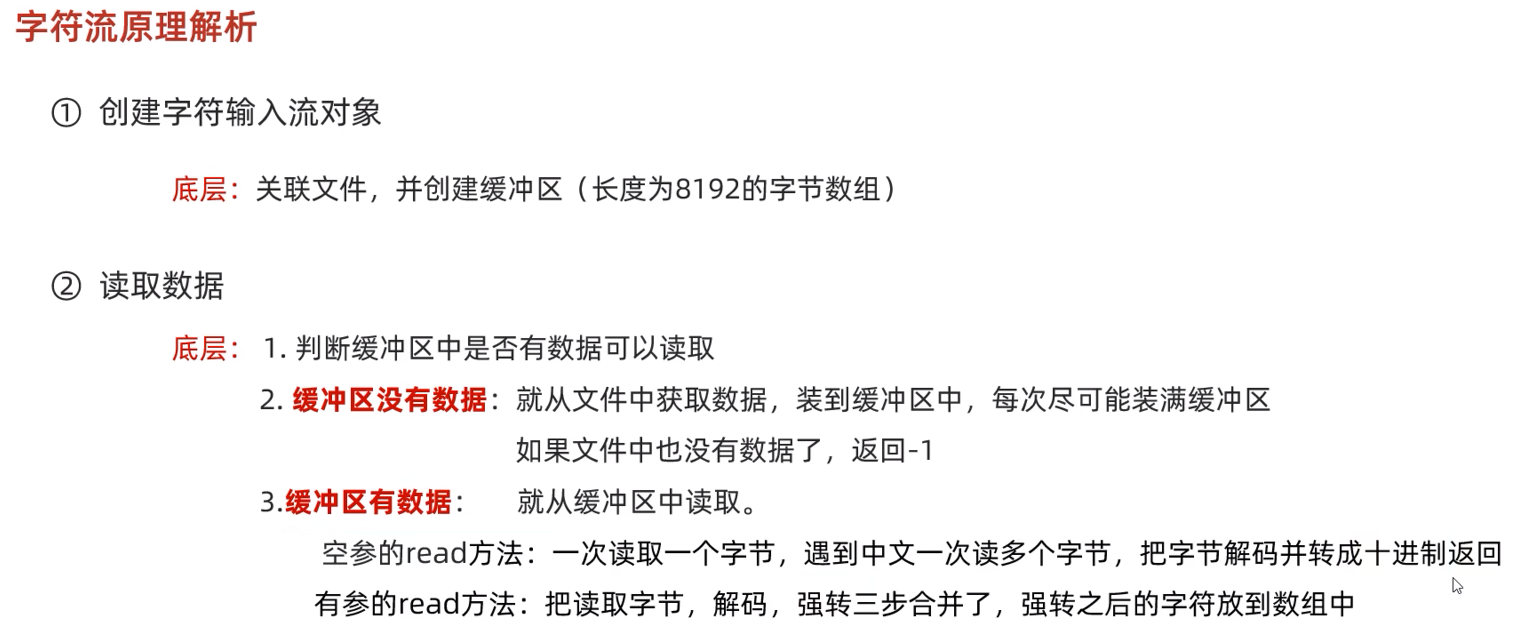 字符流原理解析
① 创建字符输入流对象
底层：关联文件，并创建缓冲区（长度为8192的字节数组）
② 读取数据
底层： 1. 判断缓冲区中是否有数据可以读取
2. 缓冲区没有数据：就从文件中获取数据，装到缓冲区中，每次尽可能装满缓冲区
如果文件中也没有数据了，返回-1
3.缓冲区有数据： 就从缓冲区中读取。
空参的read方法：一次读取一个字节，遇到中文一次读多个字节，把字节解码并转成十进制返回
有参的read方法：把读取字节，解码，强转三步合并了，强转之后的字符放到数组中